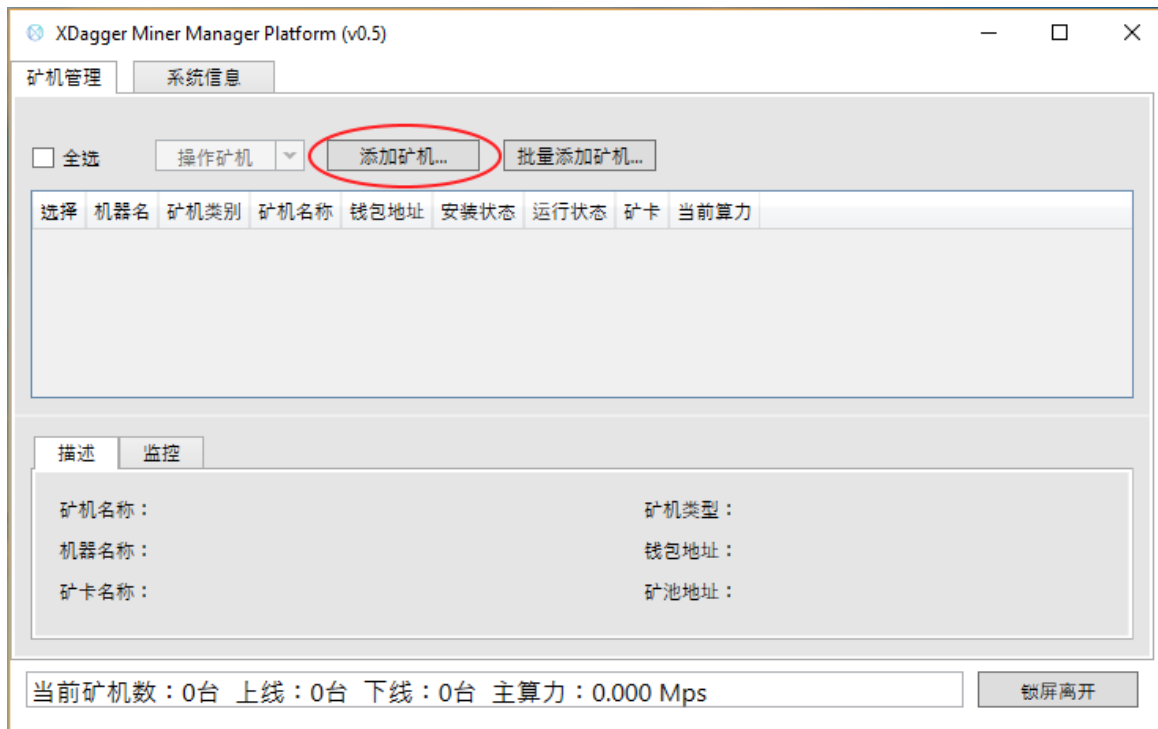 XDagger Miner Manager Platform (v0.5)
矿机管理 系统信息
全选 操作矿机 添加矿机... 批量添加矿机...
选择 机器名 矿机类别 矿机名称 钱包地址 安装状态 运行状态 矿卡 当前算力
描述 监控
矿机名称： 矿机类型：
机器名称： 钱包地址：
矿卡名称： 矿池地址：
当前矿机数：0台 上线：0台 下线：0台 主算力：0.000 Mps 锁屏离开